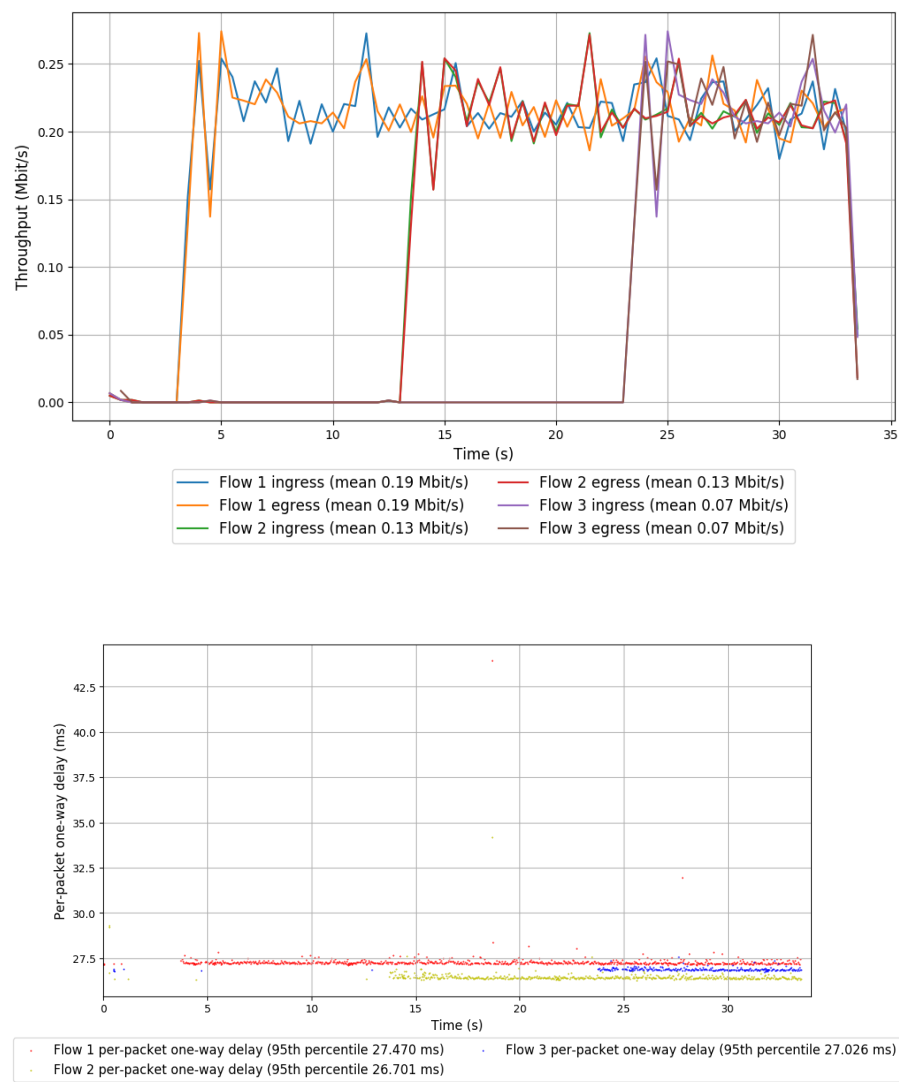 0.25
0.20
0.15
0.10
0.05
0.00
Throughput (Mbit/s)
0 5 10 15 20 25 30 35
Time (s)
Flow 1 ingress (mean 0.19 Mbit/s) Flow 2 egress (mean 0.13 Mbit/s)
Flow 1 egress (mean 0.19 Mbit/s) Flow 3 ingress (mean 0.07 Mbit/s)
Flow 2 ingress (mean 0.13 Mbit/s) Flow 3 egress (mean 0.07 Mbit/s)
42.5
40.0
37.5
35.0
32.5
30.0
27.5
Per-packet one-way delay (ms)
0 5 10 15 20 25 30
Time (s)
Flow 1 per-packet one-way delay (95th percentile 27.470 ms) Flow 3 per-packet one-way delay (95th percentile 27.026 ms)
Flow 2 per-packet one-way delay (95th percentile 26.701 ms)